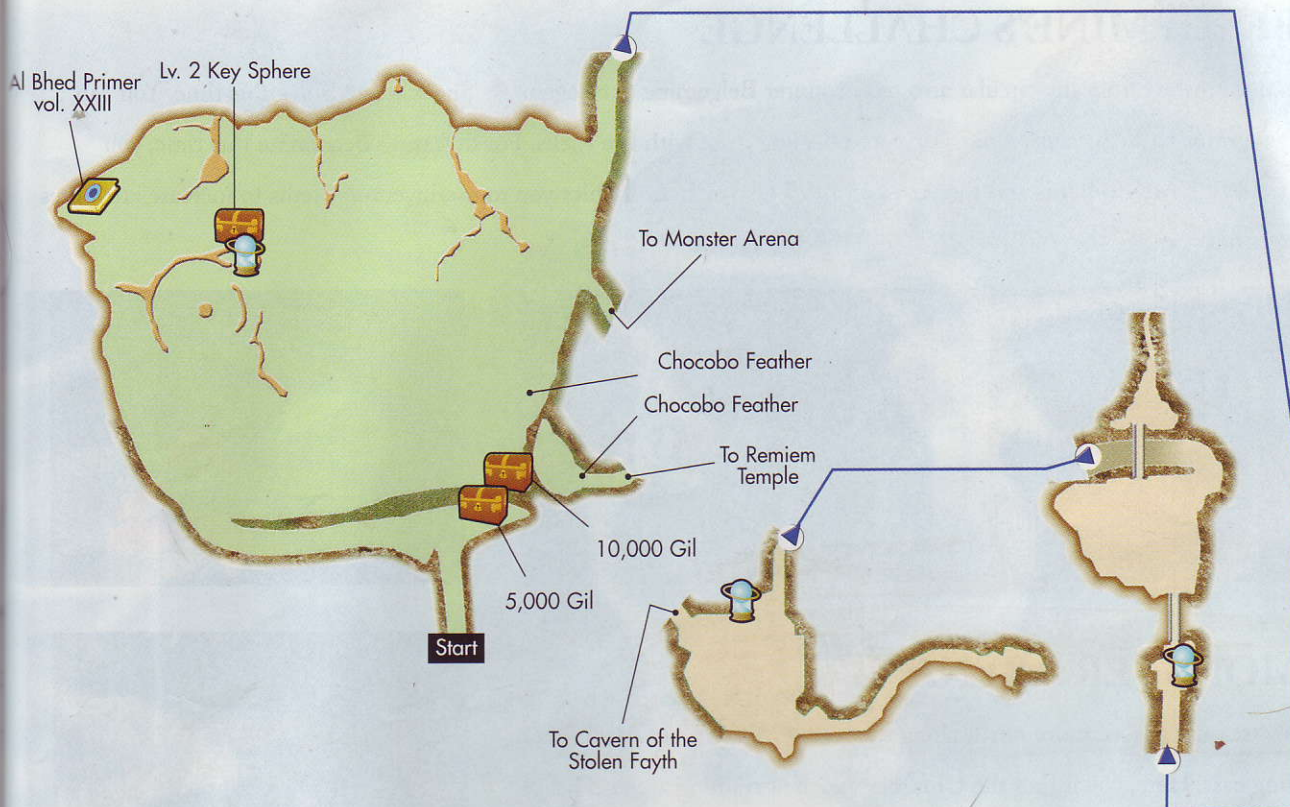 Al Bhed Primer
vol. XXIII
Lv. 2 Key Sphere
To Monster Arena
Chocobo Feather
Chocobo Feather
To Remiem
Temple
10,000 Gil
5,000 Gil
Start
To Cavern of the
Stolen Fayth